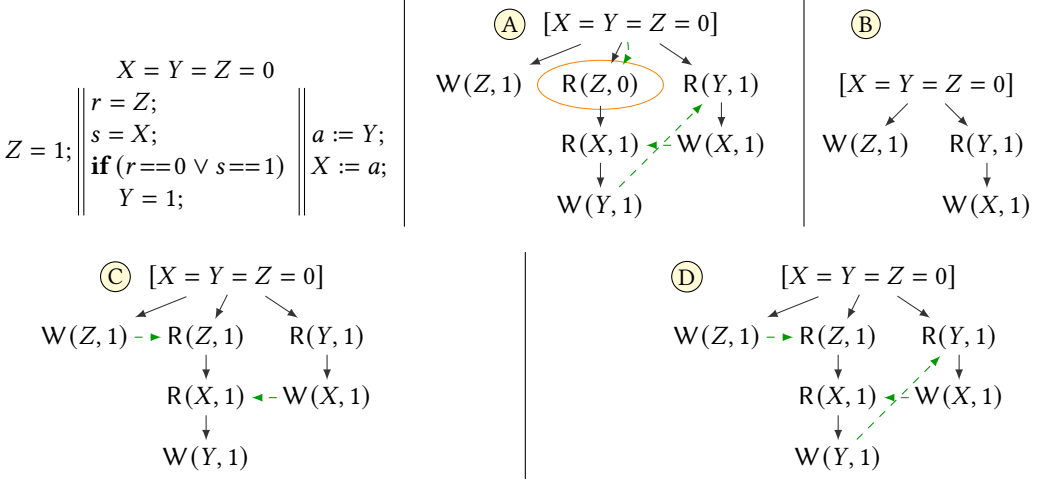 X = Y = Z = 0
Z = 1;
r = Z;
s = X;
if (r==0 ∨ s==1)
Y = 1;
a := Y;
X := a;
A [X = Y = Z = 0]
W(Z, 1) R(Z, 0) R(Y, 1)
R(X, 1) W(X, 1)
W(Y, 1)
B
[X = Y = Z = 0]
W(Z, 1) R(Y, 1)
W(X, 1)
C [X = Y = Z = 0]
W(Z, 1) R(Z, 1) R(Y, 1)
R(X, 1) W(X, 1)
W(Y, 1)
D [X = Y = Z = 0]
W(Z, 1) R(Z, 1) R(Y, 1)
R(X, 1) W(X, 1)
W(Y, 1)